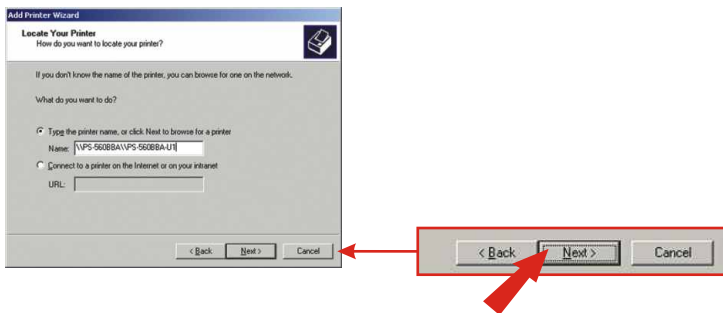 Add Printer Wizard
Locate Your Printer
How do you want to locate your printer?
If you don't know the name of the printer, you can browse for one on the network.
What do you want to do?
Type the printer name, or click Next to browse for a printer
Name: \\PS-560BBA\\PS-560BBA-U1
Connect to a printer on the Internet or on your intranet
URL:
< Back Next > Cancel
< Back Next > Cancel